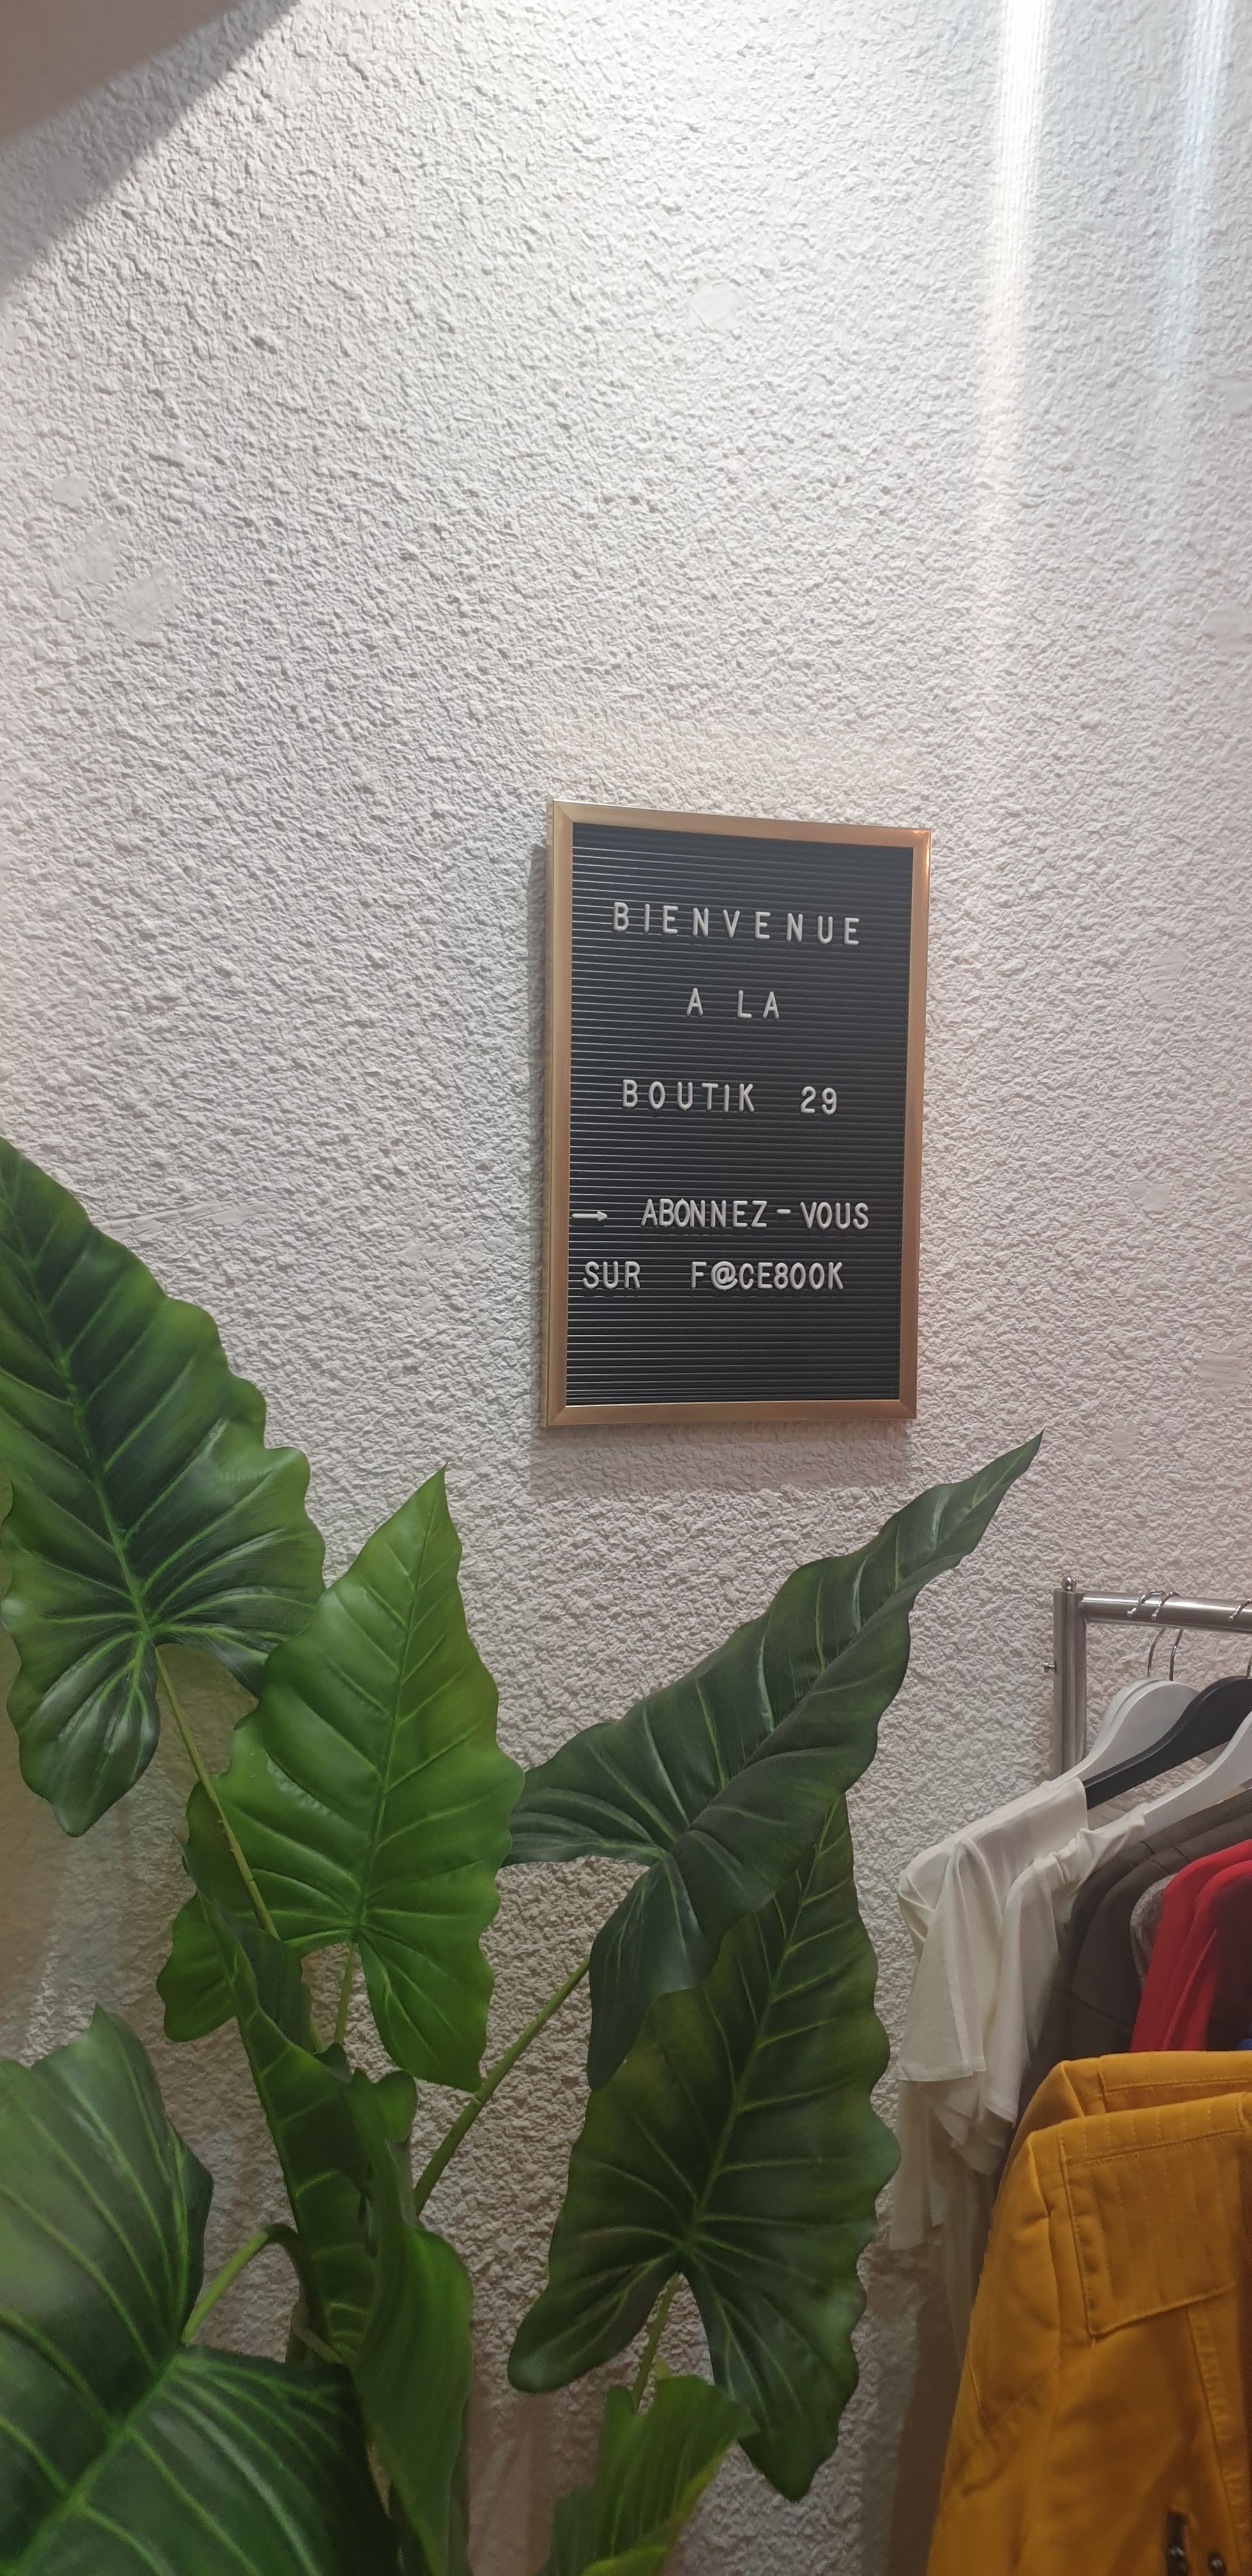 BIENVENUE
A LA
BOUTIK 29
→ ABONNEZ-VOUS
SUR F@CE800K